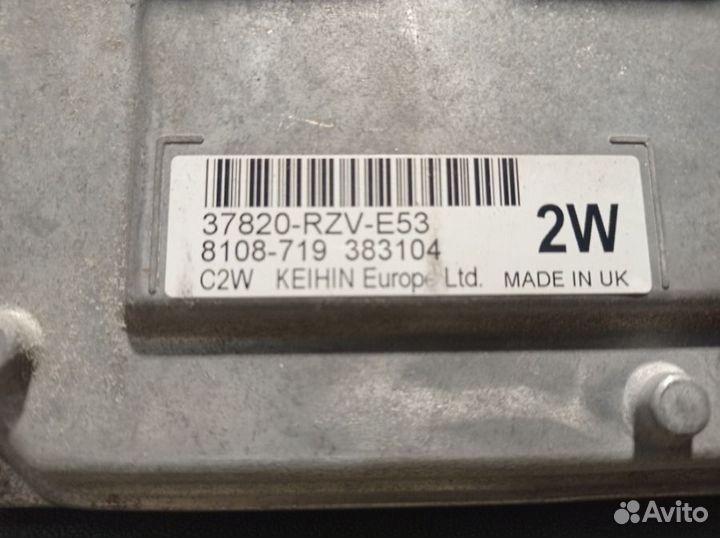 37820-RZV-E53
8108-719 383104
2W
C2W KEIHIN Europe Ltd. MADE IN UK
Avito